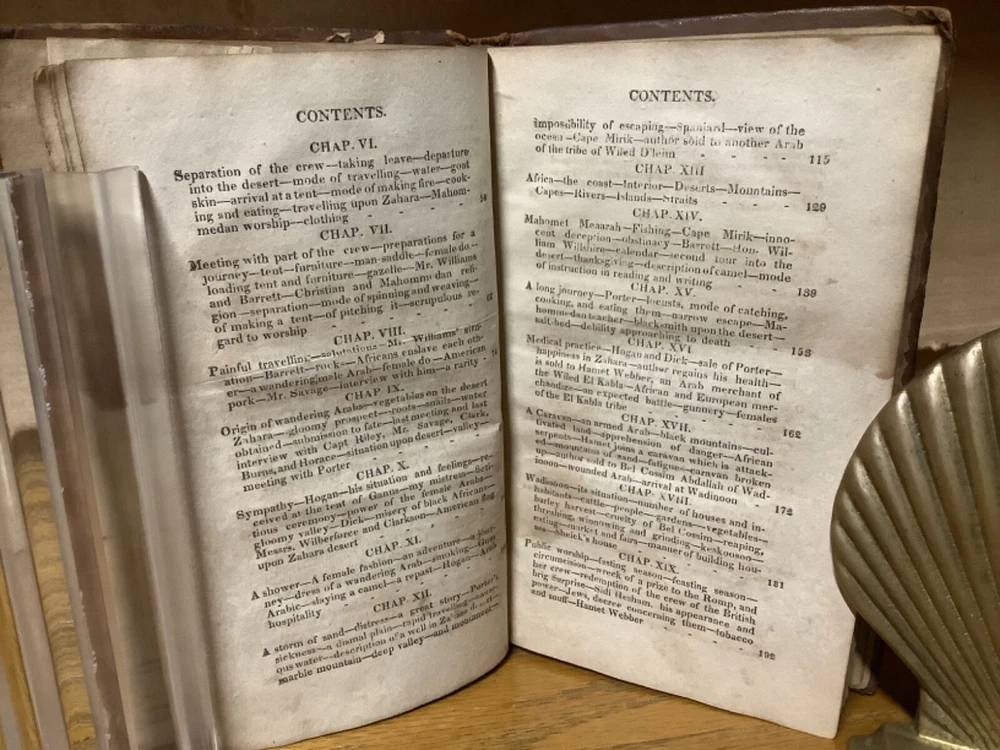 CONTENTS.
CHAP. VI.
Separation of the crew—taking leave—departure
into the desert—mode of travelling—water—goat
skin—arrival at a tent—mode of making fire—cook-
ing and eating—travelling upon Zahara—Mahom-
medan worship—clothing - - - -
CHAP. VII.
Meeting with part of the crew—preparations for a
journey—tent—furniture—man-saddle—female do.—
loading tent and furniture—gazelle—Mr. Williams
and Barrett—Christian and Mahommedan reli-
gion—separation—mode of spinning and weaving—
of making a tent—of pitching it—scrupulous re-
gard to worship - - - -
CHAP. VIII.
Painful travelling—salutations—Mr. Williams' situ-
ation—Barrett—rocks—Africans enslave each oth-
er—a wandering male Arab—female do—American
pork—Mr. Savage—interview with him—a rarity -
CHAP. IX.
Origin of wandering Arabs—vegetables on the desert
Zahara—gloomy prospect—roots—snails—water
obtained—submission to fate—last meeting and last
interview with Capt Riley, Mr. Savage, Clark,
Burns, and Horace—situation upon desert—valley—
meeting with Porter - - - -
CHAP. X.
Sympathy—Hogan—his situation and feelings—re-
ceived at the tent of Ganus—my mistress—ficti-
tious ceremony—power of the female Arabs—
gloomy valley—Dick—misery of black Africans—
Messrs. Wilberforce and Clarkson—American
upon Zahara desert - - - -
CHAP. XI.
A shower—A female fashion—an adventure—a jour-
ney—dress of a wandering Arab—smoking—
Arabic—slaying a camel—a repast—Hogan—
hospitality - - - -
CHAP. XII.
A storm of sand—distress—a great story—Porter's
sickness—a dismal plain—rapid travelling—
ous water—description of a well in Zahara
marble mountain—deep valley—and monument—
CONTENTS.
impossibility of escaping—Spaniard—view of the
ocean—Cape Mirik—author sold to another Arab
of the tribe of Wiled D'leim - - - - 115
CHAP. XIII
Africa—the coast—Interior—Deserts—Mountains—
Capes—Rivers—Islands—Straits - - - 129
CHAP. XIV.
Mahomet Meaarah—Fishing—Cape Mirik—inno-
cent deception—obstinacy—Barrett—Hon. Wil-
liam Willshire—calendar—second tour into the
desert—thanksgiving—description of camel—mode
of instruction in reading and writing - - 139
CHAP. XV.
A long journey—Porter—locusts, mode of catching,
cooking, and eating them—narrow escape—Ma-
hommedan teacher—blacksmith upon the desert—
salt-bed—debility approaching to death - - 153
CHAP. XVI
Medical practice—Hogan and Dick—sale of Porter—
happiness in Zahara—author regains his health—
is sold to Hamet Webber, an Arab merchant of
the Wiled El Kabla—African and European mer-
chandize—an expected battle—gunnery—females
of the El Kabla tribe - - - - 162
CHAP. XVII.
A Caravan—an armed Arab—black mountains—cul-
tivated land—apprehension of danger—African
serpents—Hamet joins a caravan which is attack-
ed—mountains of sand—fatigue—caravan broken
up—author sold to Bel Cossim Abdallah of Wad-
inoon—wounded Arab—arrival at Wadinoon - 172
CHAP. XVIII.
Wadinoon—its situation—number of houses and in-
habitants—cattle—people—gardens—vegetables—
barley harvest—cruelty of Bel Cossim—reaping,
threshing, winnowing and grinding—keskoosoo—
eating—market and fairs—manner of building hou-
ses—Sheick's house - - - - 181
CHAP. XIX.
Public worship—fasting season—feasting season—
circumcision—wreck of a prize to the Romp, and
her crew—redemption of the crew of the British
brig Surprise—Sidi Heshem, his appearance and
power—Jews, decree concerning them—tobacco
and snuff—Hamet Webber - - - - 192